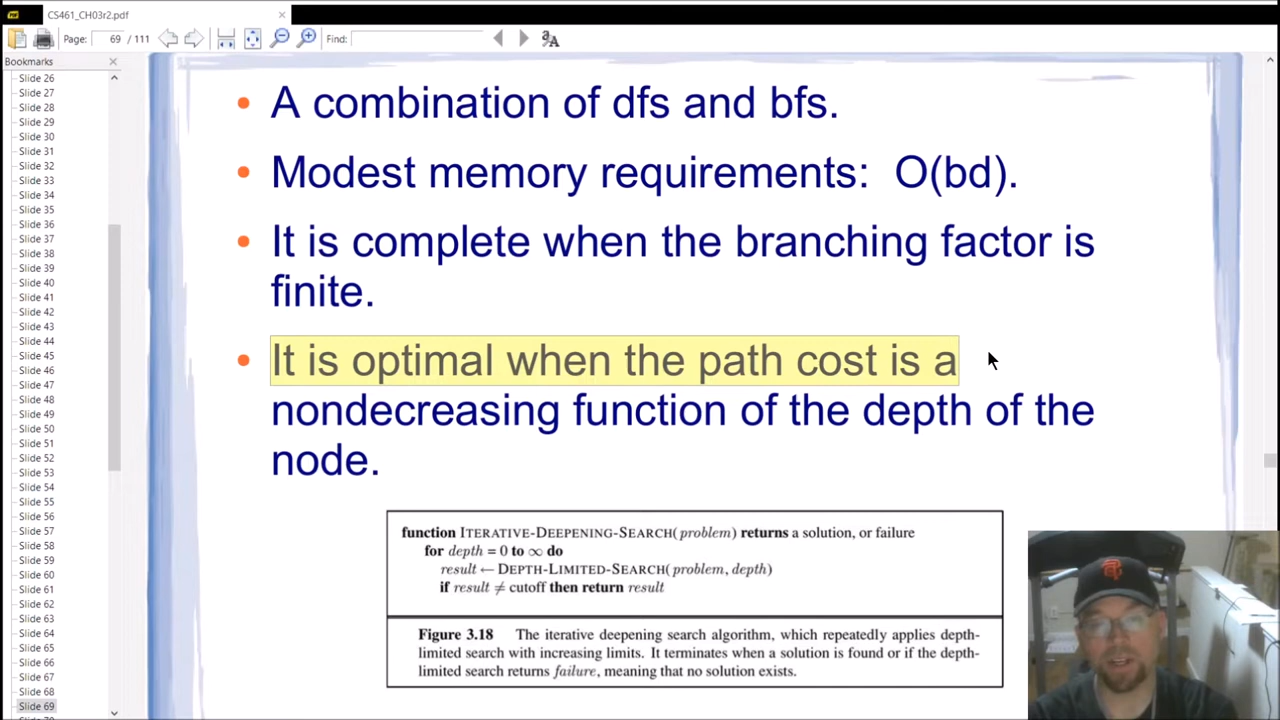 CS461_CH03r2.pdf ×
Page: 69 / 111 Find:
Bookmarks ×
Slide 26
Slide 27
Slide 28
Slide 29
Slide 30
Slide 31
Slide 32
Slide 33
Slide 34
Slide 35
Slide 36
Slide 37
Slide 38
Slide 39
Slide 40
Slide 41
Slide 42
Slide 43
Slide 44
Slide 45
Slide 46
Slide 47
Slide 48
Slide 49
Slide 50
Slide 51
Slide 52
Slide 53
Slide 54
Slide 55
Slide 56
Slide 57
Slide 58
Slide 59
Slide 60
Slide 61
Slide 62
Slide 63
Slide 64
Slide 65
Slide 66
Slide 67
Slide 68
Slide 69
• A combination of dfs and bfs.
• Modest memory requirements: O(bd).
• It is complete when the branching factor is
finite.
• It is optimal when the path cost is a
nondecreasing function of the depth of the
node.
function ITERATIVE-DEEPENING-SEARCH(problem) returns a solution, or failure
for depth = 0 to ∞ do
result ← DEPTH-LIMITED-SEARCH(problem, depth)
if result ≠ cutoff then return result
Figure 3.18 The iterative deepening search algorithm, which repeatedly applies depth-
limited search with increasing limits. It terminates when a solution is found or if the depth-
limited search returns failure, meaning that no solution exists.